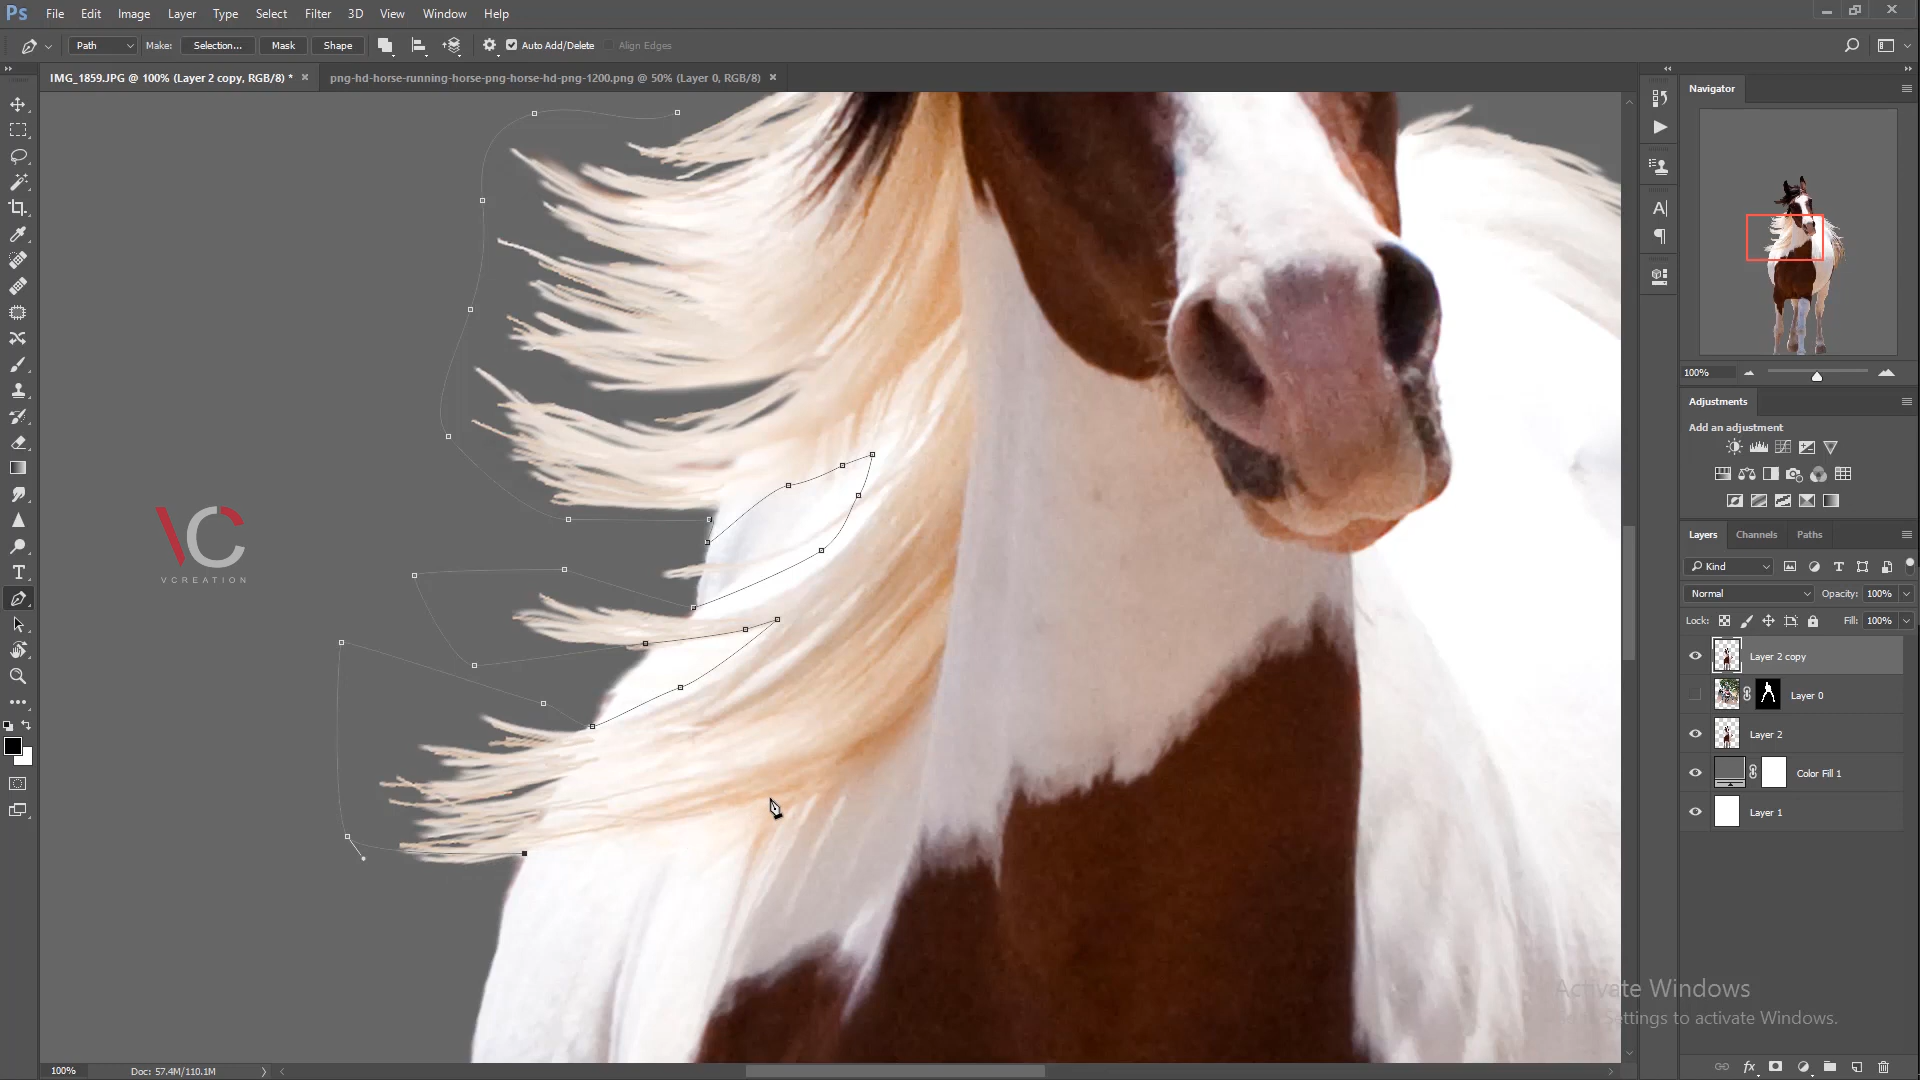 Ps File Edit Image Layer Type Select Filter 3D View Window Help
Path Make: Selection... Mask Shape Auto Add/Delete Align Edges
IMG_1859.JPG @ 100% (Layer 2 copy, RGB/8) * × png-hd-horse-running-horse-png-horse-hd-png-1200.png @ 50% (Layer 0, RGB/8) ×
Navigator
100%
Adjustments
Add an adjustment
Layers Channels Paths
Kind
Normal Opacity: 100%
Lock: Fill: 100%
Layer 2 copy
Layer 0
Layer 2
Color Fill 1
Layer 1
VC
VCREATION
Activate Windows
Settings to activate Windows.
100% Doc: 57.4M/110.1M